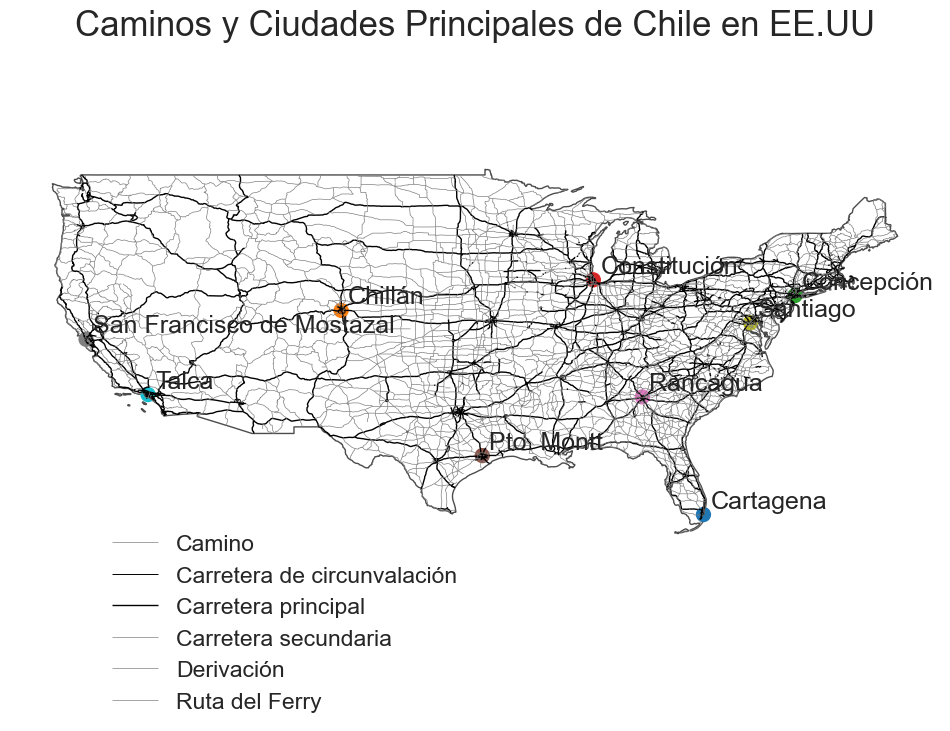 Caminos y Ciudades Principales de Chile en EE.UU
Constitución
Concepción
Chillán
Santiago
San Francisco de Mostazal
Talca
Rancagua
Pto. Montt
Cartagena
Camino
Carretera de circunvalación
Carretera principal
Carretera secundaria
Derivación
Ruta del Ferry